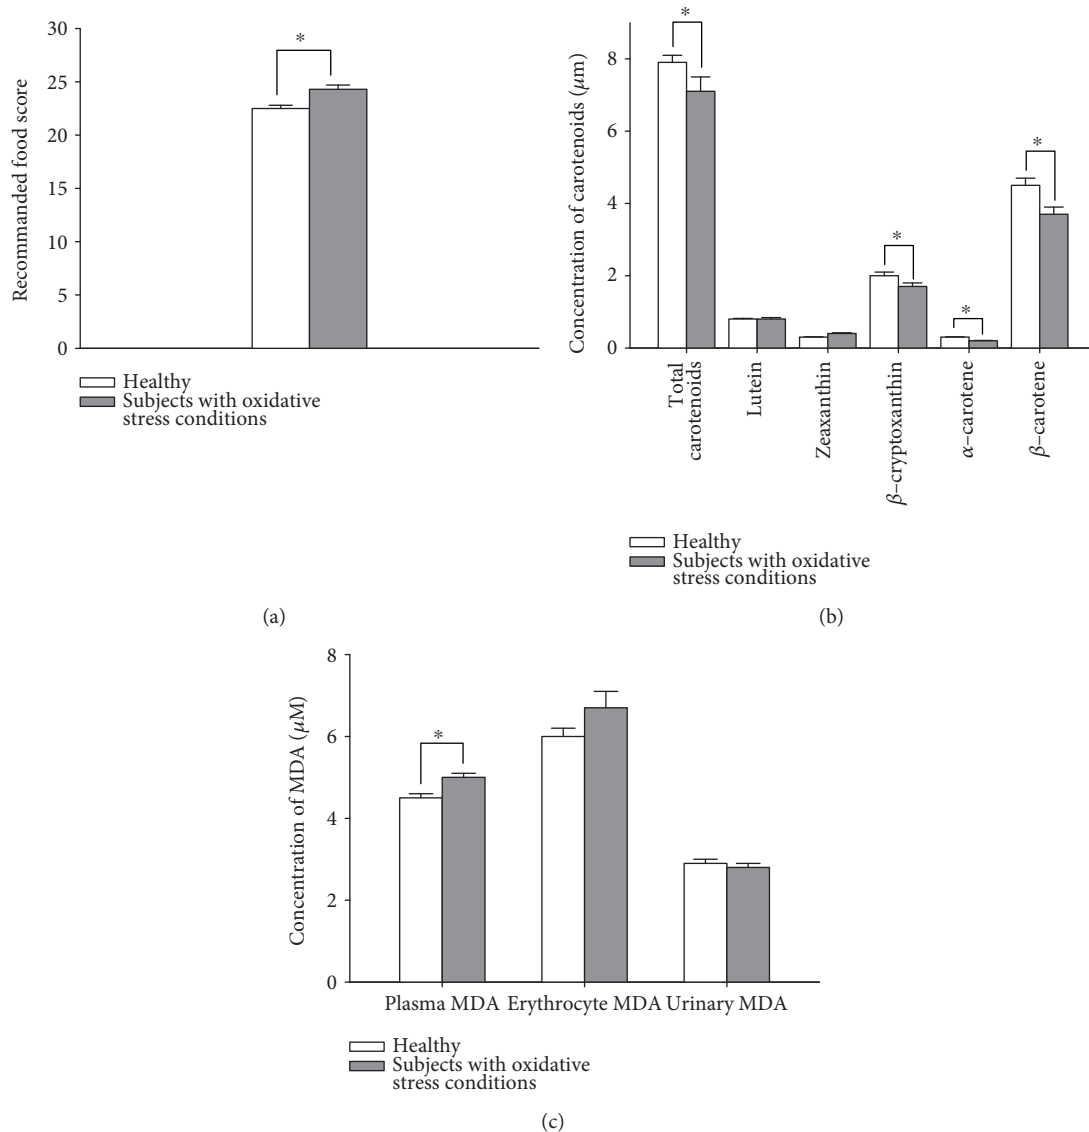 Recommanded food score
30
25
20
15
10
5
0
*
Healthy
Subjects with oxidative
stress conditions
(a)
Concentration of carotenoids (μm)
8
6
4
2
0
*
*
*
*
Total
carotenoids
Lutein
Zeaxanthin
β–cryptoxanthin
α–carotene
β–carotene
Healthy
Subjects with oxidative
stress conditions
(b)
Concentration of MDA (μM)
8
6
4
2
0
*
Plasma MDA
Erythrocyte MDA
Urinary MDA
Healthy
Subjects with oxidative
stress conditions
(c)